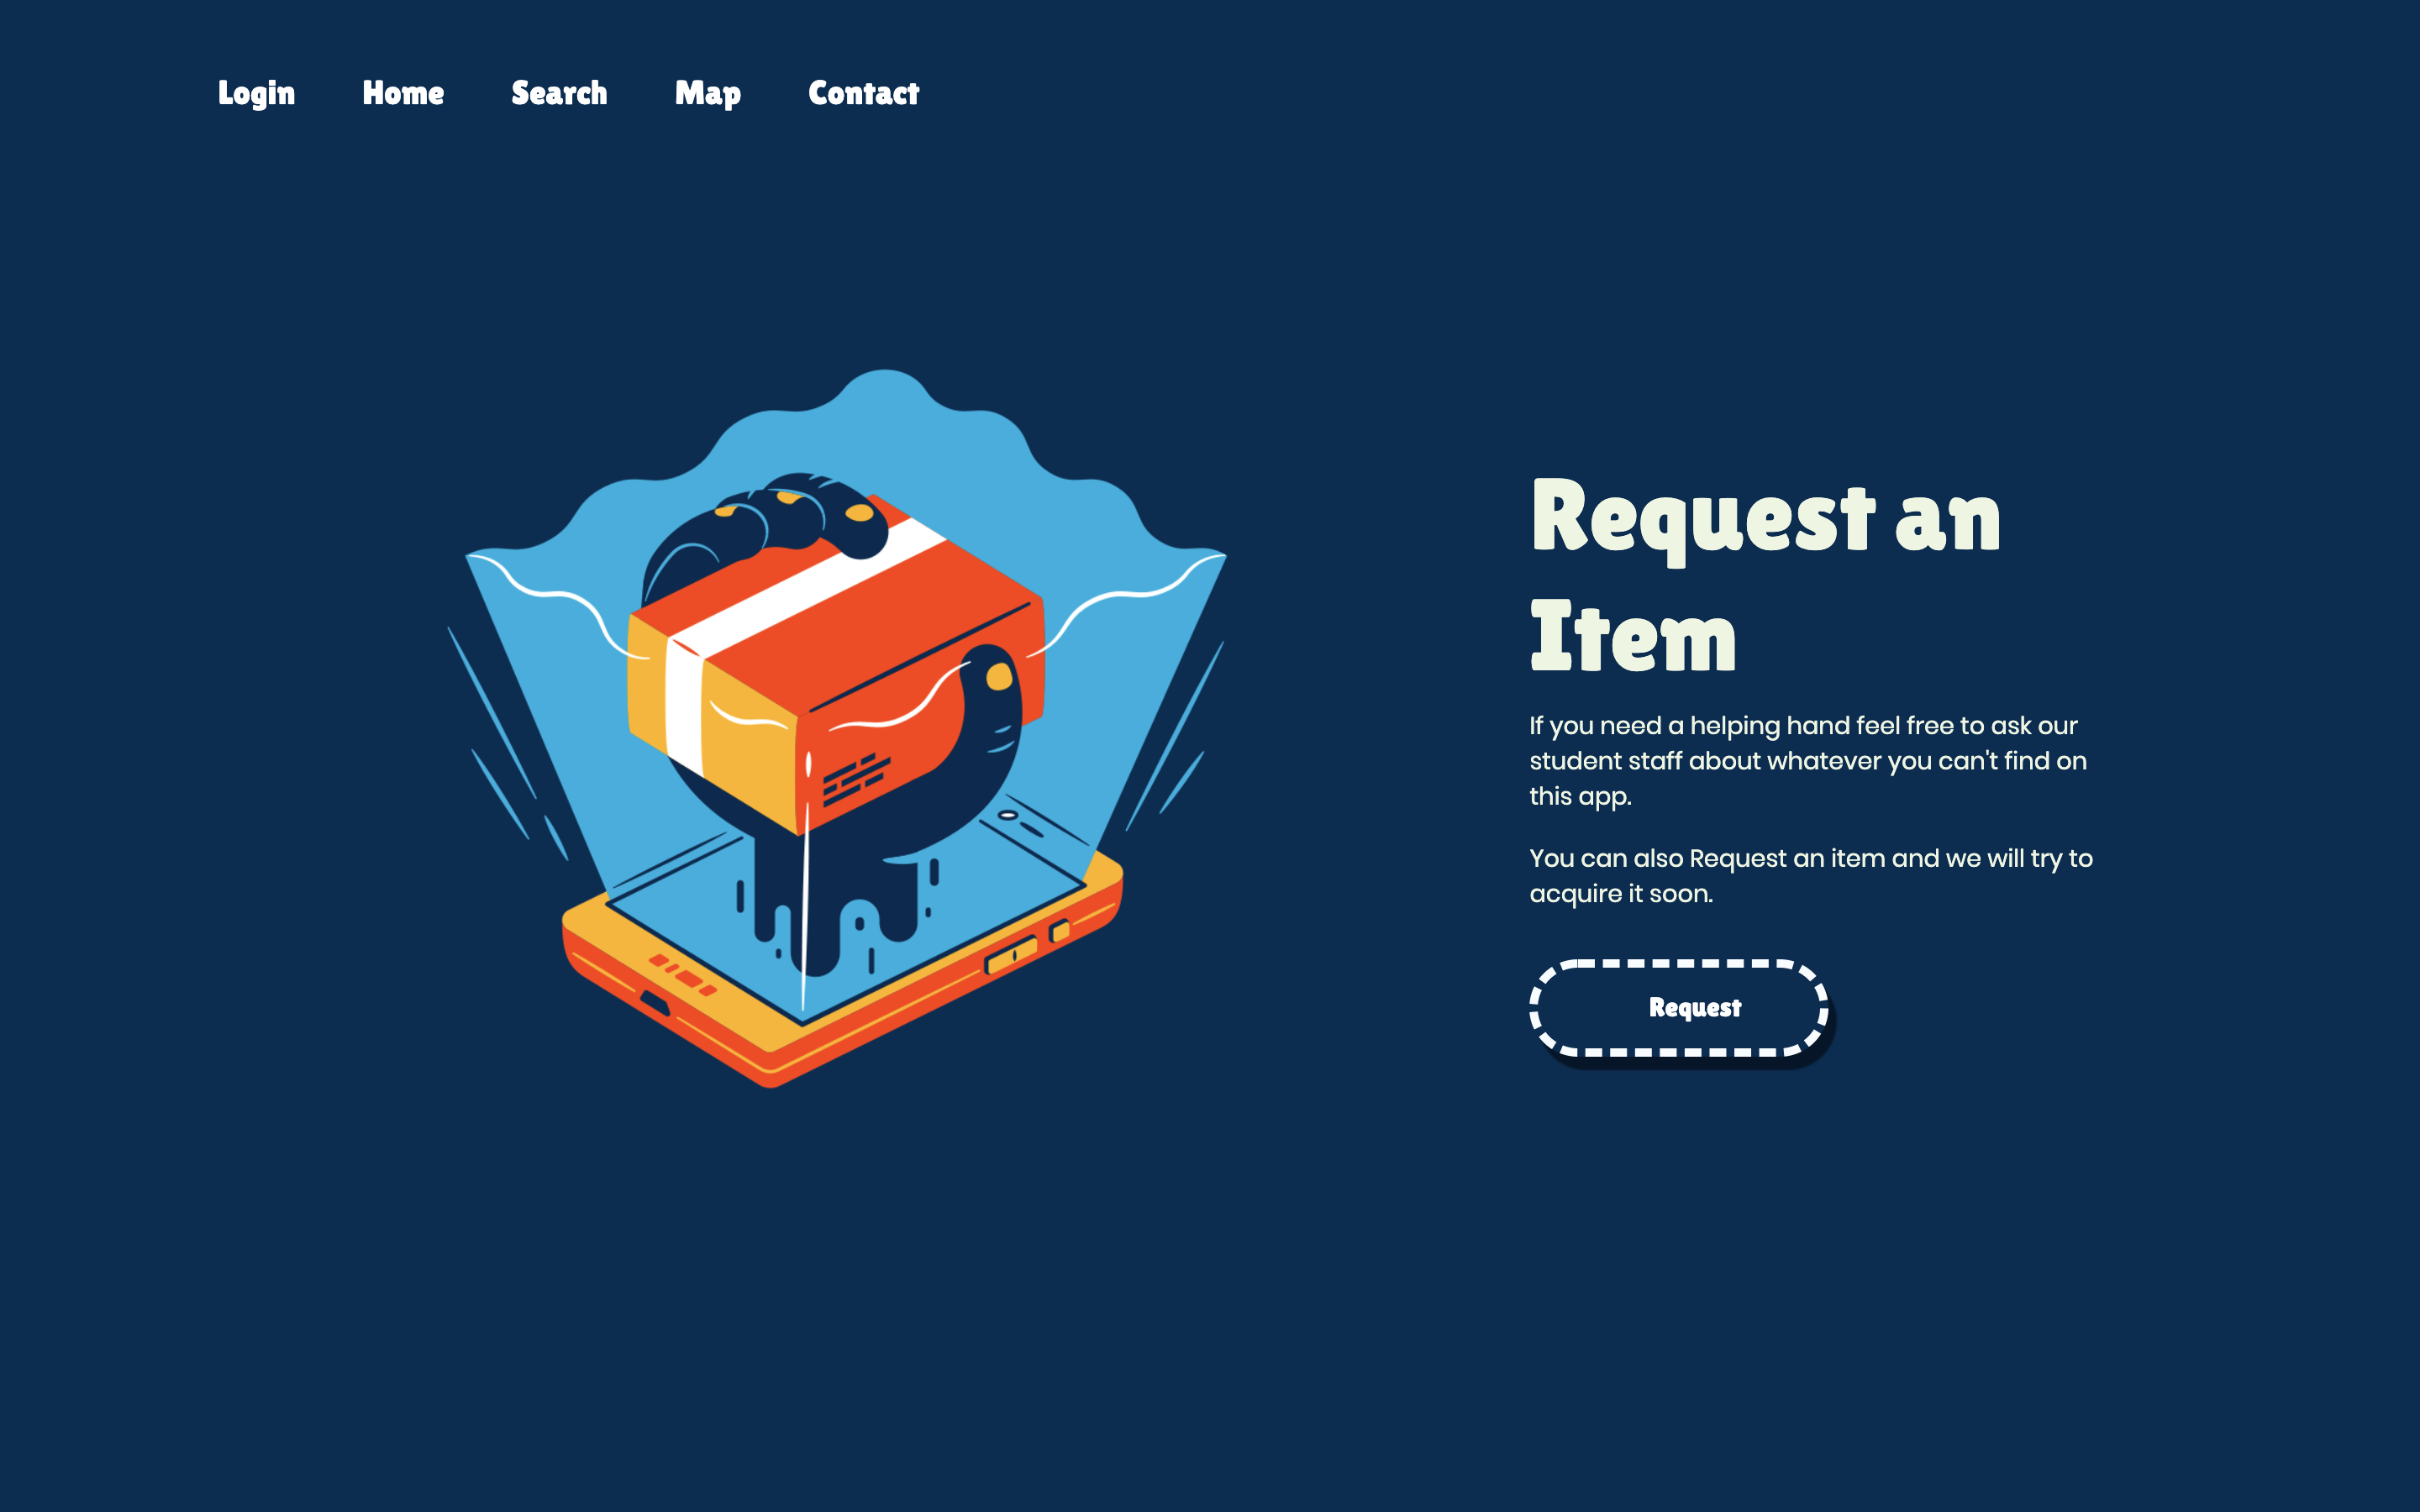 Login Home Search Map Contact
Request an
Item
If you need a helping hand feel free to ask our
student staff about whatever you can't find on
this app.
You can also Request an item and we will try to
acquire it soon.
Request